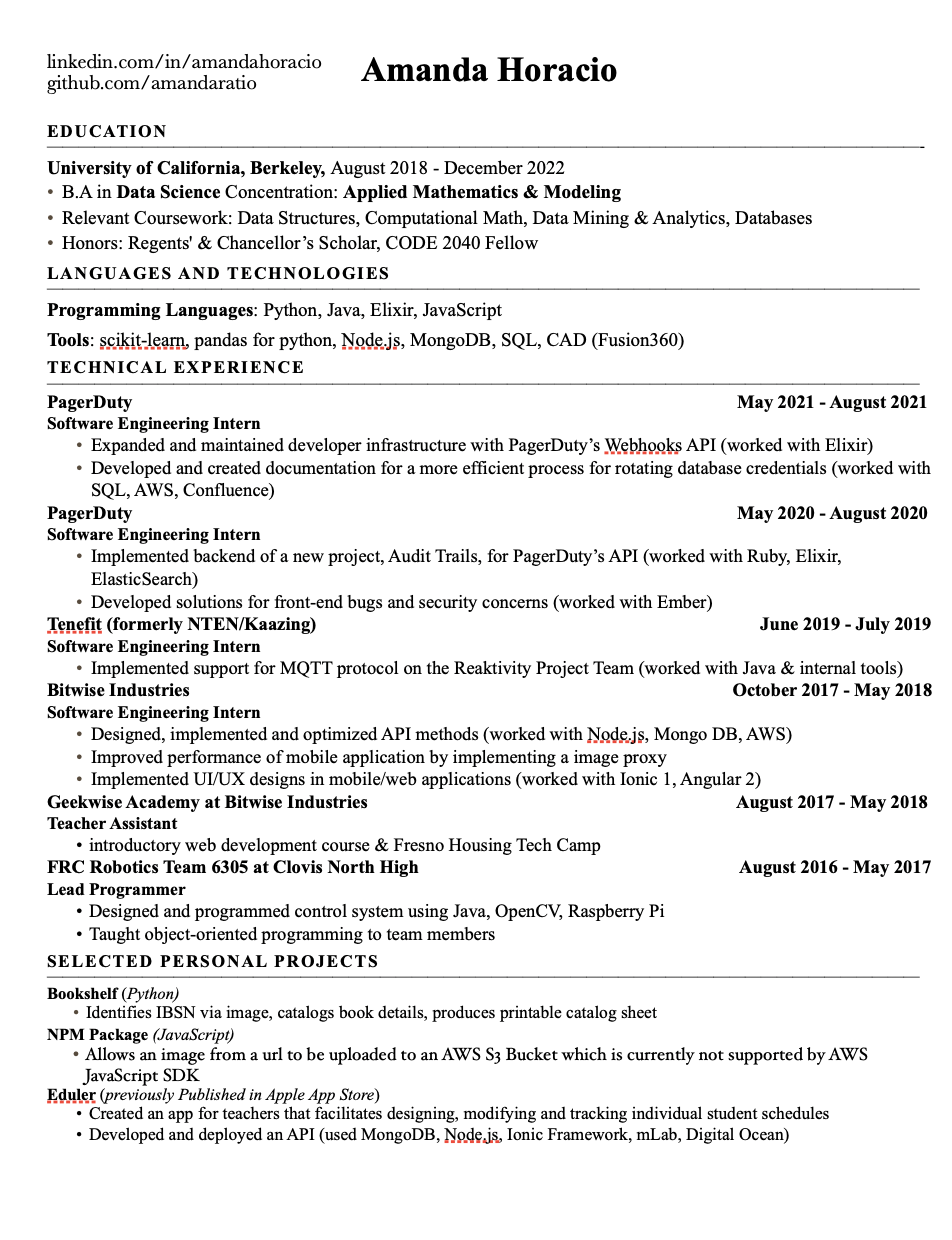 linkedin.com/in/amandahoracio
github.com/amandaratio
Amanda Horacio
EDUCATION
University of California, Berkeley, August 2018 - December 2022
• B.A in Data Science Concentration: Applied Mathematics & Modeling
• Relevant Coursework: Data Structures, Computational Math, Data Mining & Analytics, Databases
• Honors: Regents' & Chancellor’s Scholar, CODE 2040 Fellow
LANGUAGES AND TECHNOLOGIES
Programming Languages: Python, Java, Elixir, JavaScript
Tools: scikit-learn, pandas for python, Node.js, MongoDB, SQL, CAD (Fusion360)
TECHNICAL EXPERIENCE
PagerDuty May 2021 - August 2021
Software Engineering Intern
• Expanded and maintained developer infrastructure with PagerDuty’s Webhooks API (worked with Elixir)
• Developed and created documentation for a more efficient process for rotating database credentials (worked with
SQL, AWS, Confluence)
PagerDuty May 2020 - August 2020
Software Engineering Intern
• Implemented backend of a new project, Audit Trails, for PagerDuty’s API (worked with Ruby, Elixir,
ElasticSearch)
• Developed solutions for front-end bugs and security concerns (worked with Ember)
Tenefit (formerly NTEN/Kaazing) June 2019 - July 2019
Software Engineering Intern
• Implemented support for MQTT protocol on the Reaktivity Project Team (worked with Java & internal tools)
Bitwise Industries October 2017 - May 2018
Software Engineering Intern
• Designed, implemented and optimized API methods (worked with Node.js, Mongo DB, AWS)
• Improved performance of mobile application by implementing a image proxy
• Implemented UI/UX designs in mobile/web applications (worked with Ionic 1, Angular 2)
Geekwise Academy at Bitwise Industries August 2017 - May 2018
Teacher Assistant
• introductory web development course & Fresno Housing Tech Camp
FRC Robotics Team 6305 at Clovis North High August 2016 - May 2017
Lead Programmer
• Designed and programmed control system using Java, OpenCV, Raspberry Pi
• Taught object-oriented programming to team members
SELECTED PERSONAL PROJECTS
Bookshelf (Python)
• Identifies IBSN via image, catalogs book details, produces printable catalog sheet
NPM Package (JavaScript)
• Allows an image from a url to be uploaded to an AWS S3 Bucket which is currently not supported by AWS
JavaScript SDK
Eduler (previously Published in Apple App Store)
• Created an app for teachers that facilitates designing, modifying and tracking individual student schedules
• Developed and deployed an API (used MongoDB, Node.js, Ionic Framework, mLab, Digital Ocean)